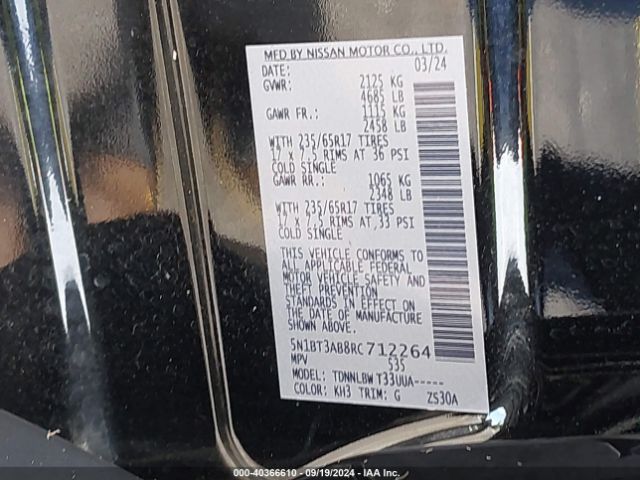 MFD BY NISSAN MOTOR CO., LTD.
DATE: 03/24
GVWR: 2125 KG
4685 LB
GAWR FR.: 1115 KG
2458 LB
WITH 235/65R17 TIRES
17 x 7.5 RIMS AT 36 PSI
COLD SINGLE
GAWR RR.: 1065 KG
2348 LB
WITH 235/65R17 TIRES
17 x 7.5 RIMS AT 33 PSI
COLD SINGLE
THIS VEHICLE CONFORMS TO
ALL APPLICABLE FEDERAL
MOTOR VEHICLE SAFETY AND
THEFT PREVENTION
STANDARDS IN EFFECT ON
THE DATE OF MANUFACTURE
SHOWN ABOVE.
5N1BT3AB8RC712264
MPV S35
MODEL: TDNNLBW T33UUA-----
COLOR: KH3 TRIM: G ZS30A
000-40366610 - 09/19/2024 - IAA Inc.